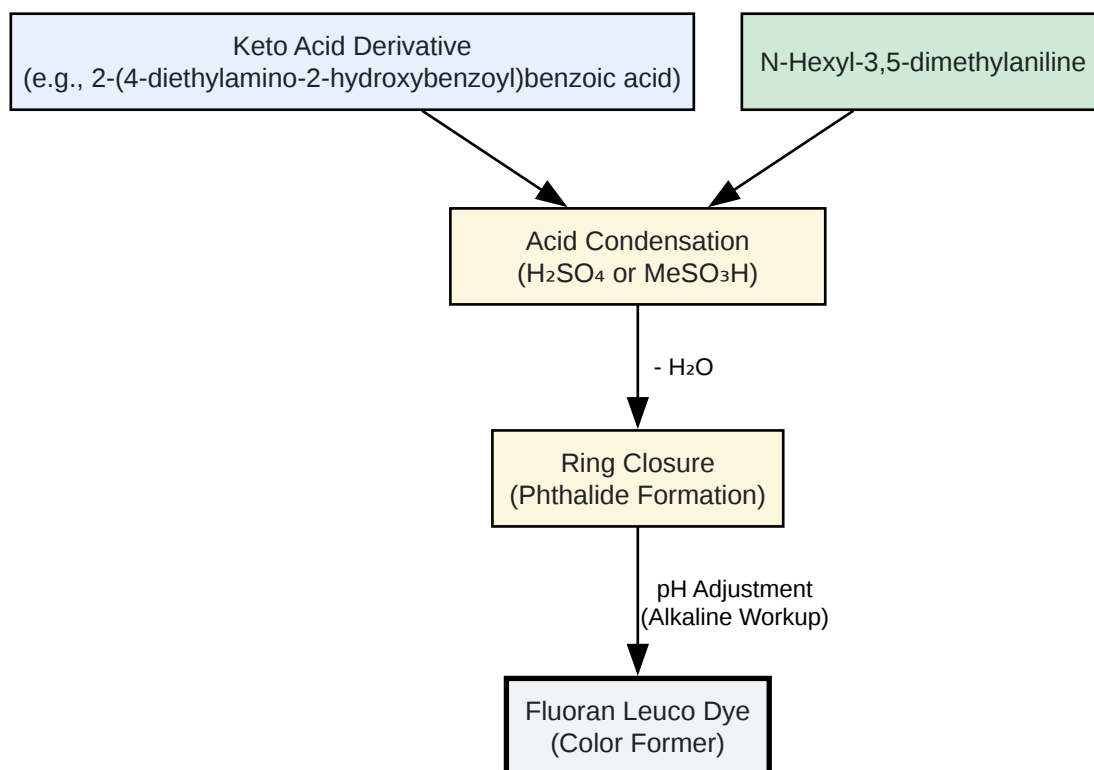 Keto Acid Derivative
(e.g., 2-(4-diethylamino-2-hydroxybenzoyl)benzoic acid)
N-Hexyl-3,5-dimethylaniline
Acid Condensation
(H₂SO₄ or MeSO₃H)
- H₂O
Ring Closure
(Phthalide Formation)
pH Adjustment
(Alkaline Workup)
Fluoran Leuco Dye
(Color Former)